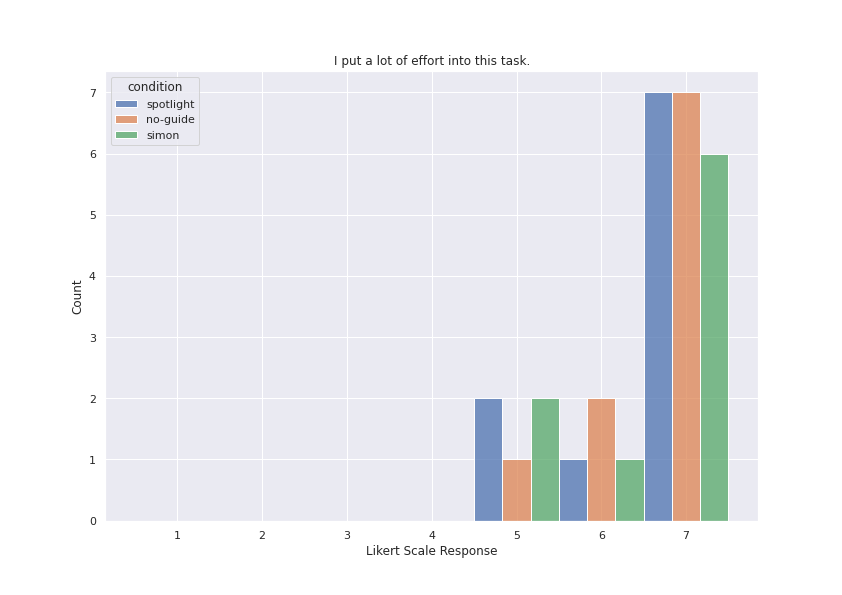 I put a lot of effort into this task.
condition
spotlight
no-guide
simon
Count
7
6
5
4
3
2
1
0
1 2 3 4 5 6 7
Likert Scale Response